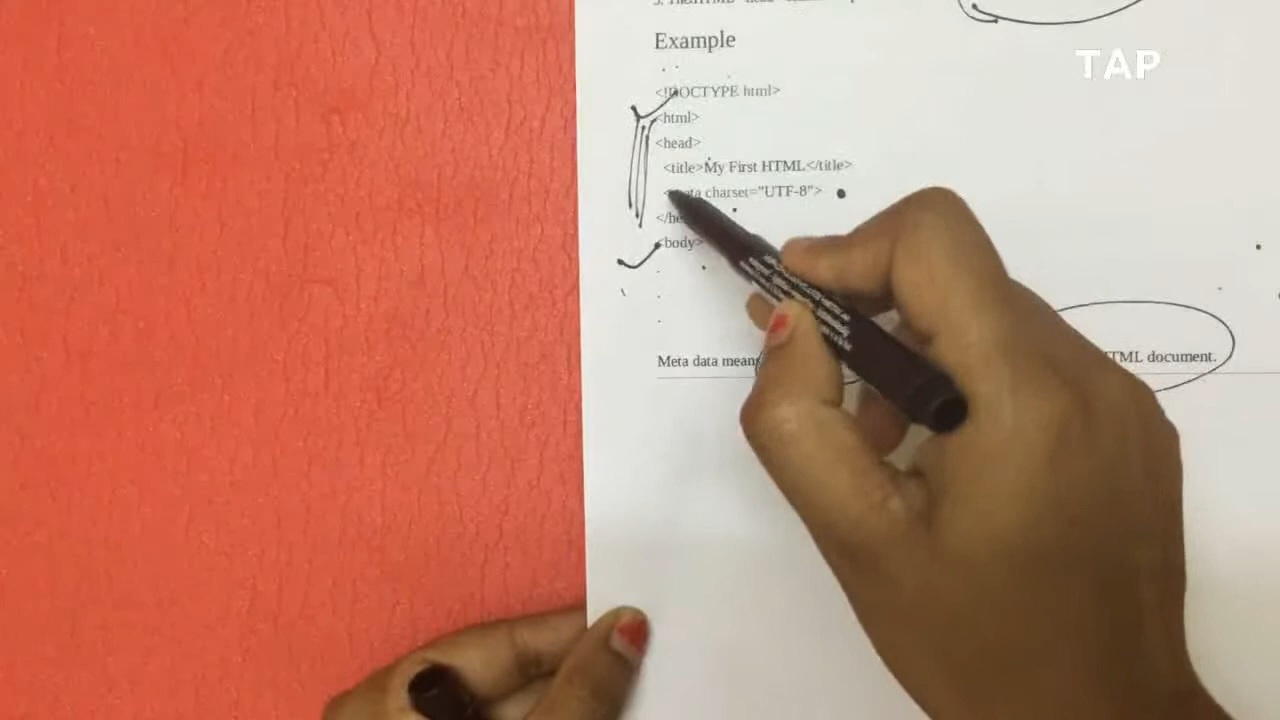 Example
TAP
<!DOCTYPE html>
<html>
<head>
<title>My First HTML</title>
charset="UTF-8">
<body>
Meta data means HTML document.